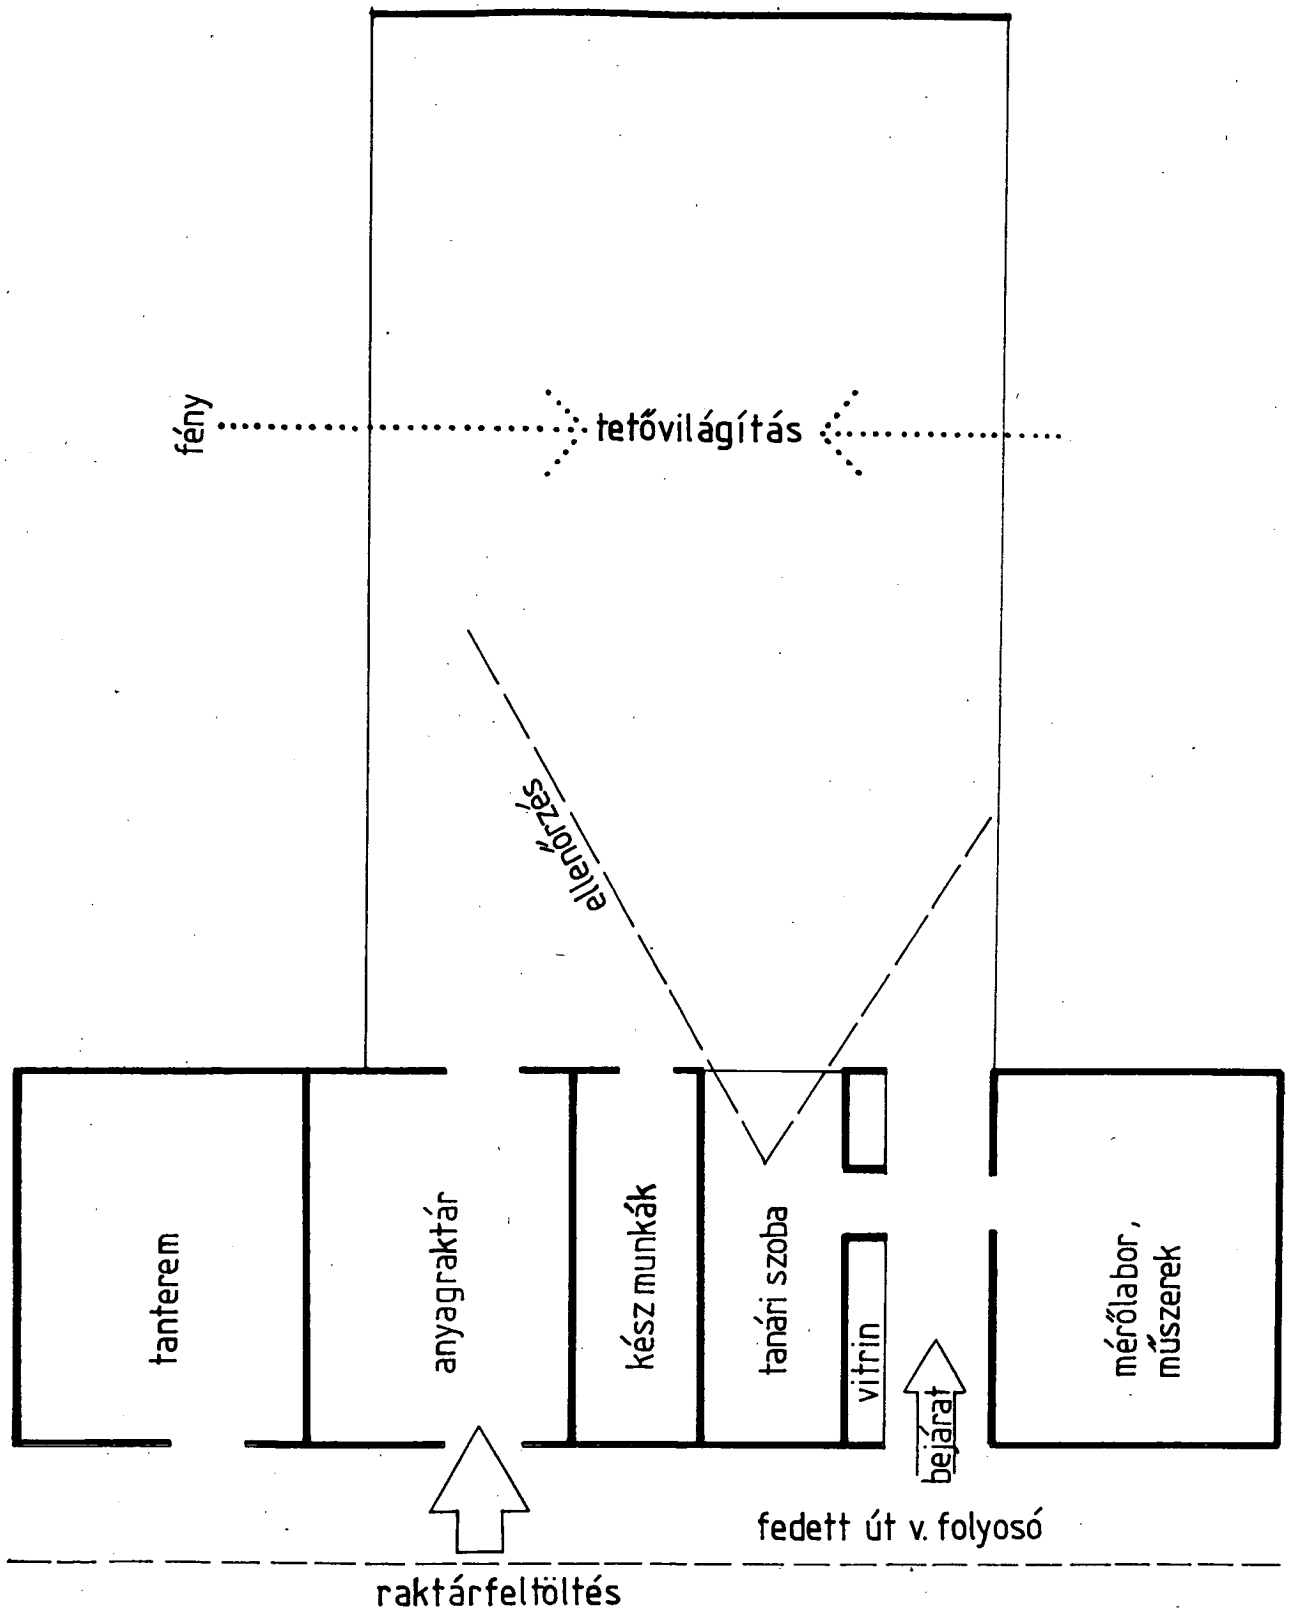 fény
tetővilágítás
ellenőrzés
tanterem
anyagraktár
kész munkák
tanári szoba
vitrin
bejárat
mérőlabor,
műszerek
fedett út v. folyosó
raktárfeltöltés